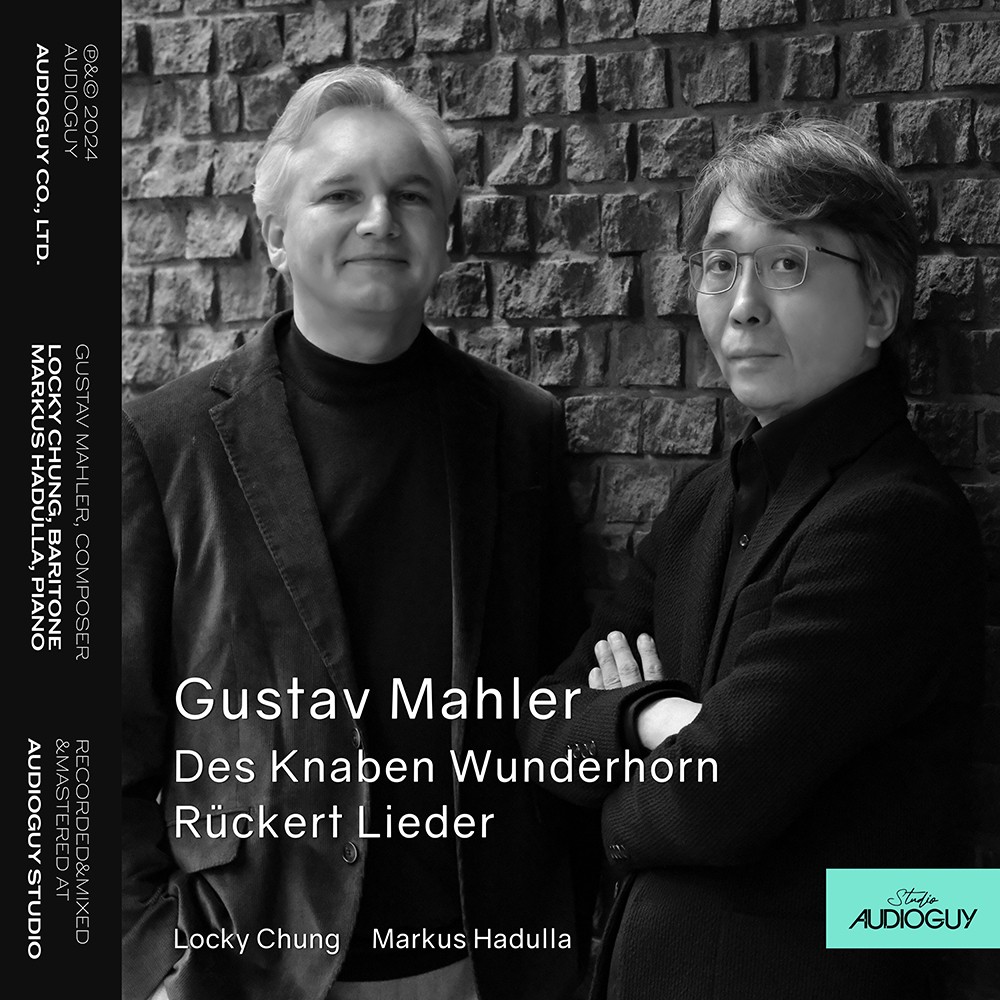 ℗&© 2024
AUDIOGUY
AUDIOGUY CO., LTD.
GUSTAV MAHLER, COMPOSER
LOCKY CHUNG, BARITONE
MARKUS HADULLA, PIANO
RECORDED&MIXED
&MASTERED AT
AUDIOGUY STUDIO
Gustav Mahler
Des Knaben Wunderhorn
Rückert Lieder
Locky Chung Markus Hadulla
Studio
AUDIOGUY